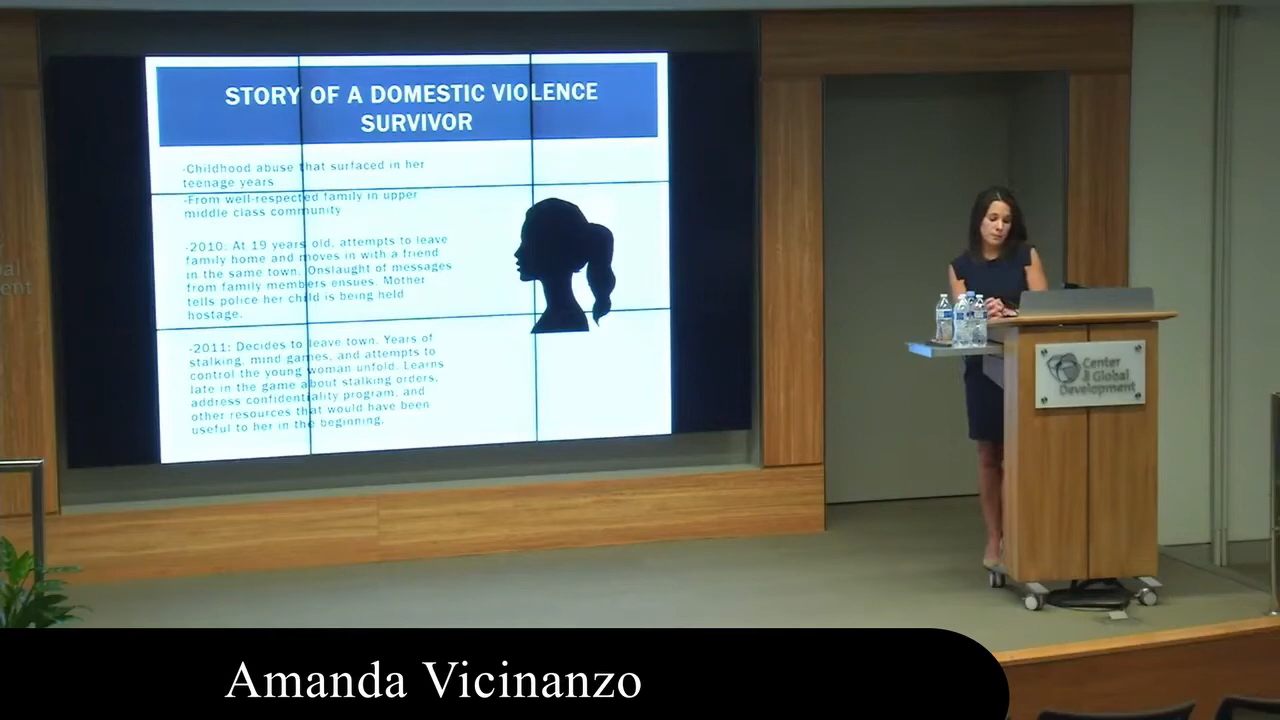 STORY OF A DOMESTIC VIOLENCE
SURVIVOR
-Childhood abuse that surfaced in her
teenage years
-From well-respected family in upper
middle class community
-2010: At 19 years old, attempts to leave
family home and moves in with a friend
in the same town. Onslaught of messages
from family members ensues. Mother
tells police her child is being held
hostage.
-2011: Decides to leave town. Years of
stalking, mind games, and attempts to
control the young woman unfold. Learns
late in the game about stalking orders,
address confidentiality program, and
other resources that would have been
useful to her in the beginning.
Center
for Global
Development
Amanda Vicinanzo